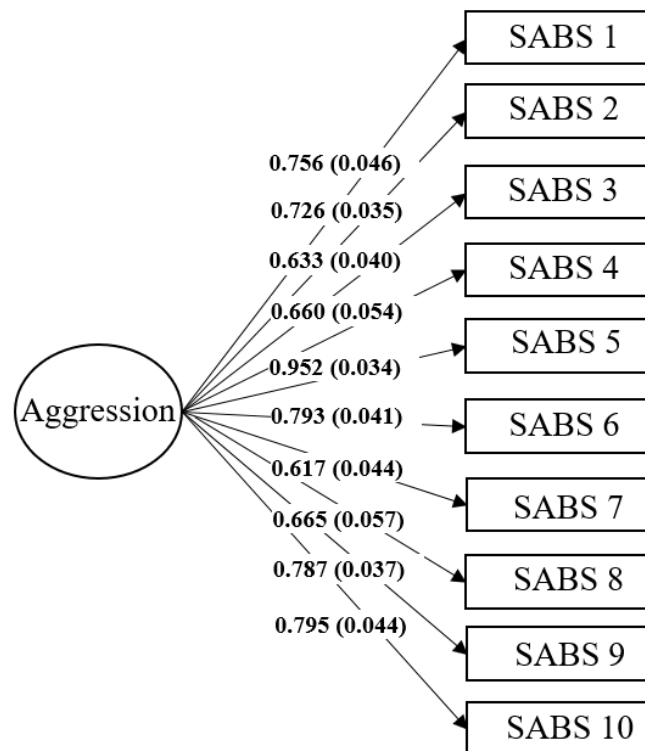 SABS 1
SABS 2
0.756 (0.046)
SABS 3
0.726 (0.035)
0.633 (0.040)
SABS 4
0.660 (0.054)
SABS 5
0.952 (0.034)
Aggression
0.793 (0.041)
SABS 6
0.617 (0.044)
SABS 7
0.665 (0.057)
0.787 (0.037)
SABS 8
0.795 (0.044)
SABS 9
SABS 10